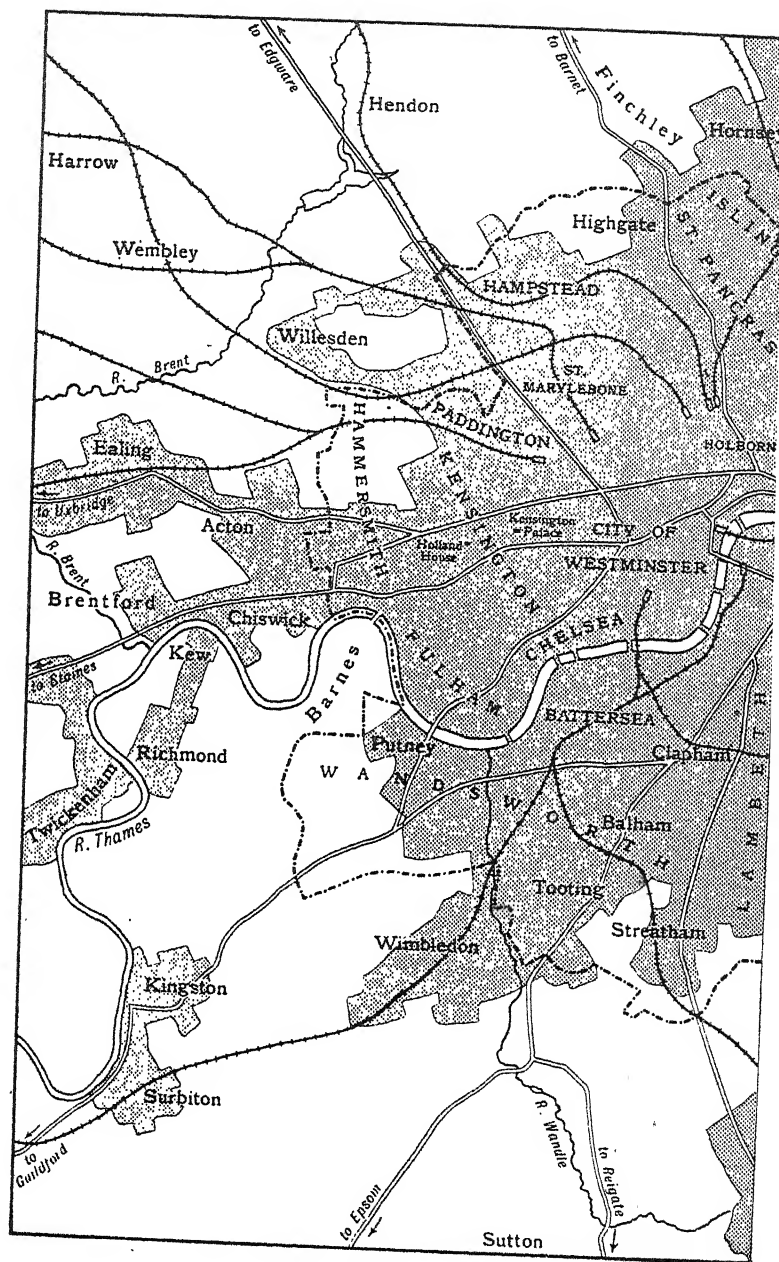 to Edgware
to Barnet
Finchley
Hendon
Hornse
Harrow
ISLING
Highgate
ST. PANCRAS
Wembley
HAMPSTEAD
Willesden
R. Brent
ST.
MARYLEBONE
PADDINGTON
HAMMERSMITH
KENSINGTON
HOLBORN
Ealing
to Uxbridge
Acton
Holland
House
Kensington
Palace
CITY OF
WESTMINSTER
R. Brent
Brentford
Chiswick
CHELSEA
Kew
FULHAM
to Staines
Barnes
BATTERSEA
Richmond
Putney
Clapham
WANDSWORTH
LAMBETH
Twickenham
R. Thames
Balham
Tooting
Streatham
Wimbledon
Kingston
Surbiton
to
Guildford
R. Wandle
to Reigate
to Epsom
Sutton